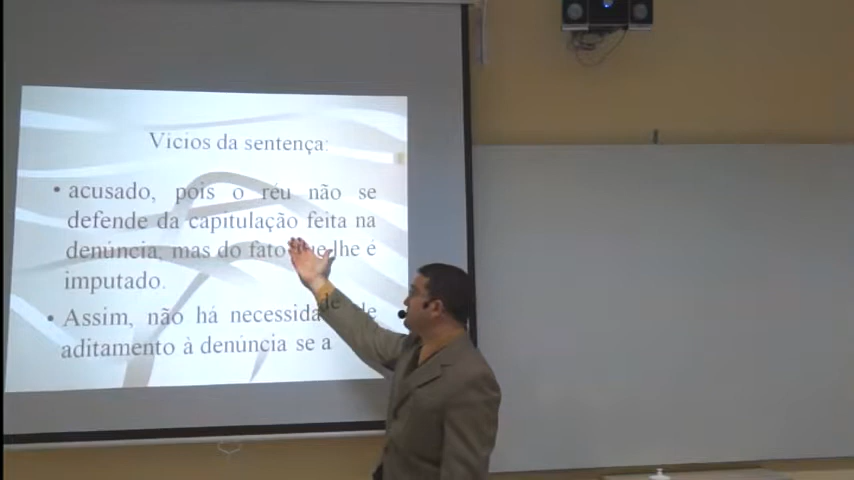 Vícios da sentença:
• acusado, pois o réu não se
defende da capitulação feita na
denúncia, mas do fato que lhe é
imputado.
• Assim, não há necessidade de
aditamento à denúncia se a